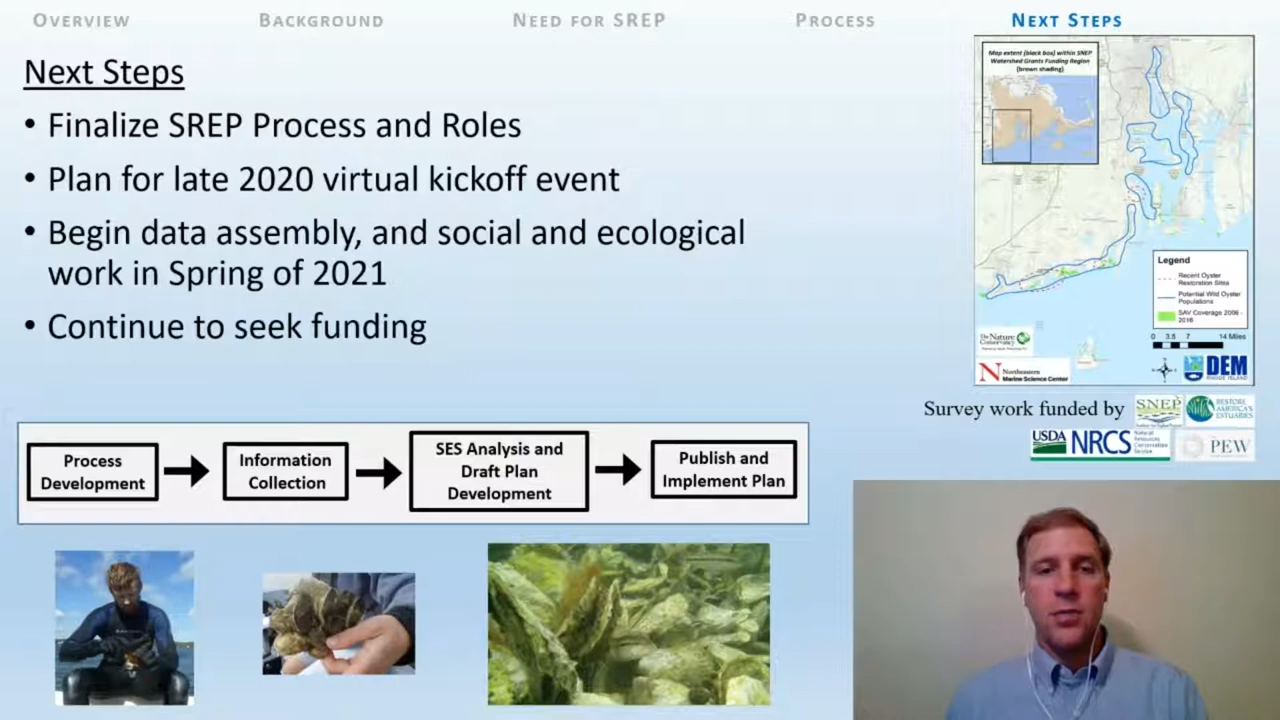 OVERVIEW BACKGROUND NEED FOR SREP PROCESS NEXT STEPS
Next Steps
• Finalize SREP Process and Roles
• Plan for late 2020 virtual kickoff event
• Begin data assembly, and social and ecological
work in Spring of 2021
• Continue to seek funding
Map extent (black box) within SNEP
Watershed Grants Funding Region
(brown shading)
Legend
Recent Oyster
Restoration Sites
Potential Wild Oyster
Populations
SAV Coverage 2006 -
2016
0 3.5 7 14 Miles
The Nature
Conservancy
N Northeastern
Marine Science Center
DEM
RHODE ISLAND
Survey work funded by
SNEP
RESTORE
AMERICA'S
ESTUARIES
USDA NRCS
Natural
Resources
Conservation
Service
PEW
Process
Development
Information
Collection
SES Analysis and
Draft Plan
Development
Publish and
Implement Plan